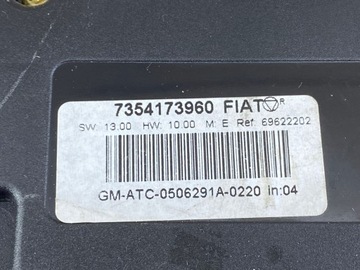 7354173960 FIAT R
SW: 13.00 HW: 10.00 M: E Ref: 69622202
GM-ATC-0506291A-0220 in:04